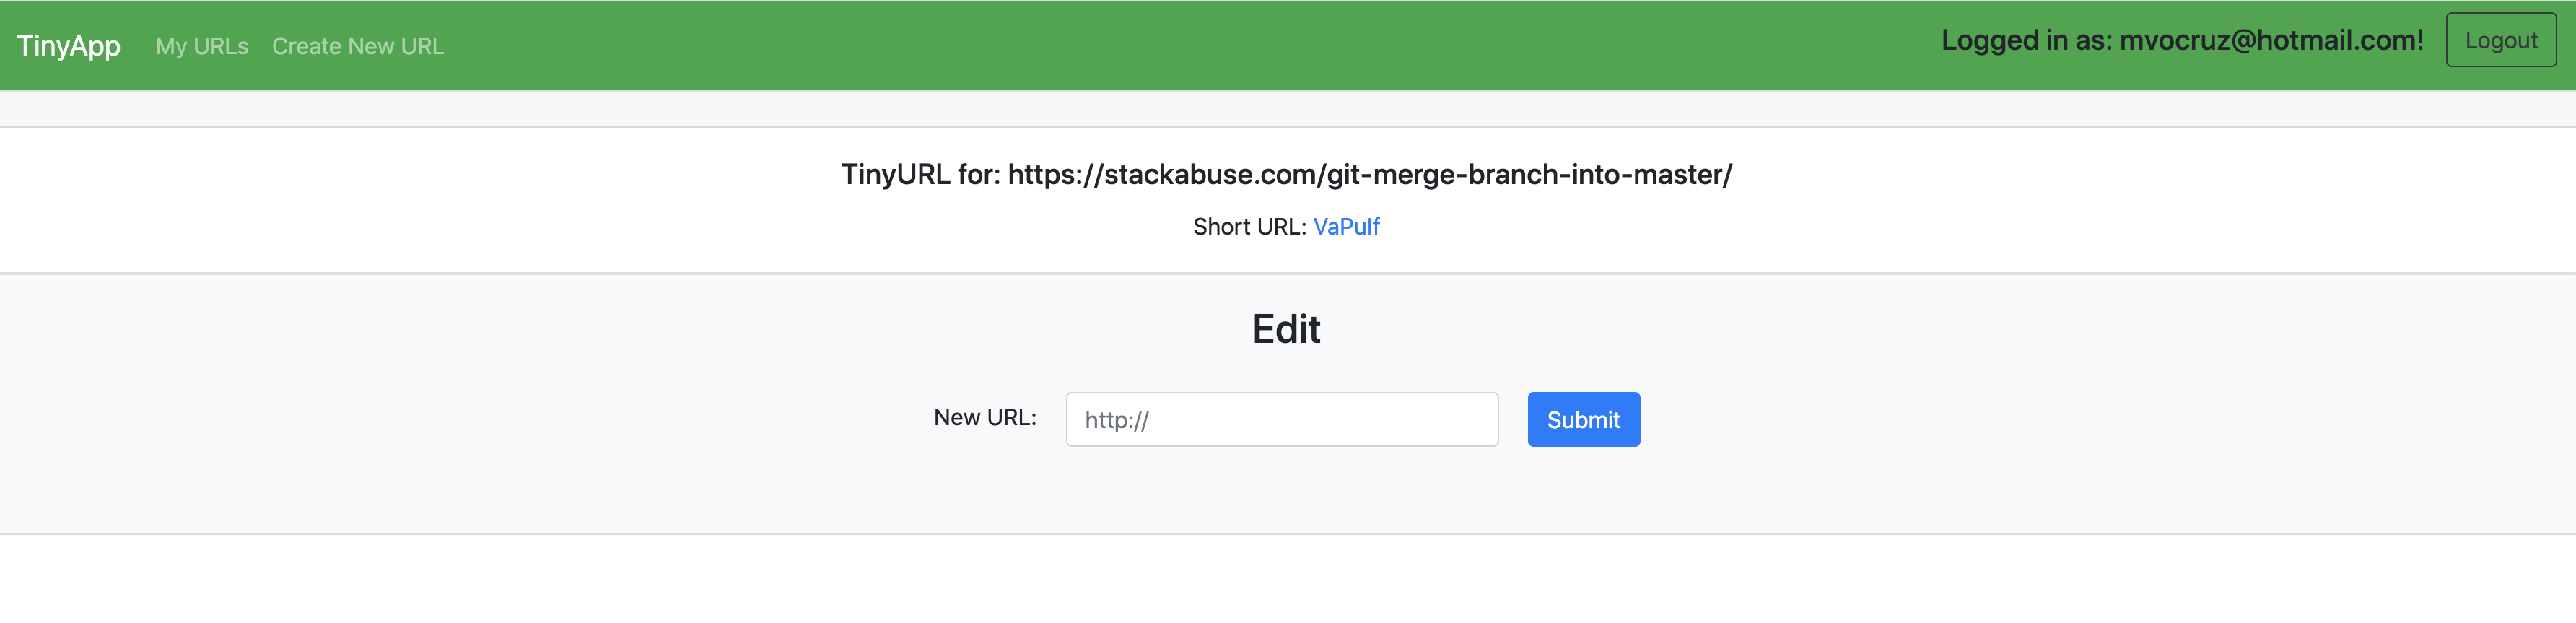 TinyApp My URLs Create New URL Logged in as: mvocruz@hotmail.com! Logout
TinyURL for: https://stackabuse.com/git-merge-branch-into-master/
Short URL: VaPulf
Edit
New URL: http:// Submit